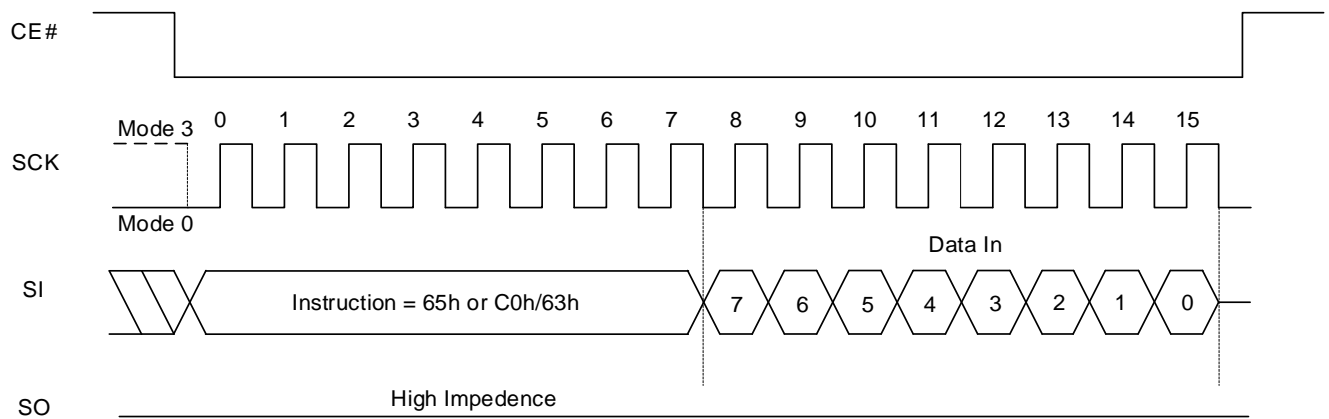 CE#
Mode 3
0 1 2 3 4 5 6 7 8 9 10 11 12 13 14 15
SCK
Mode 0
Data In
SI
Instruction = 65h or C0h/63h
7 6 5 4 3 2 1 0
High Impedence
SO